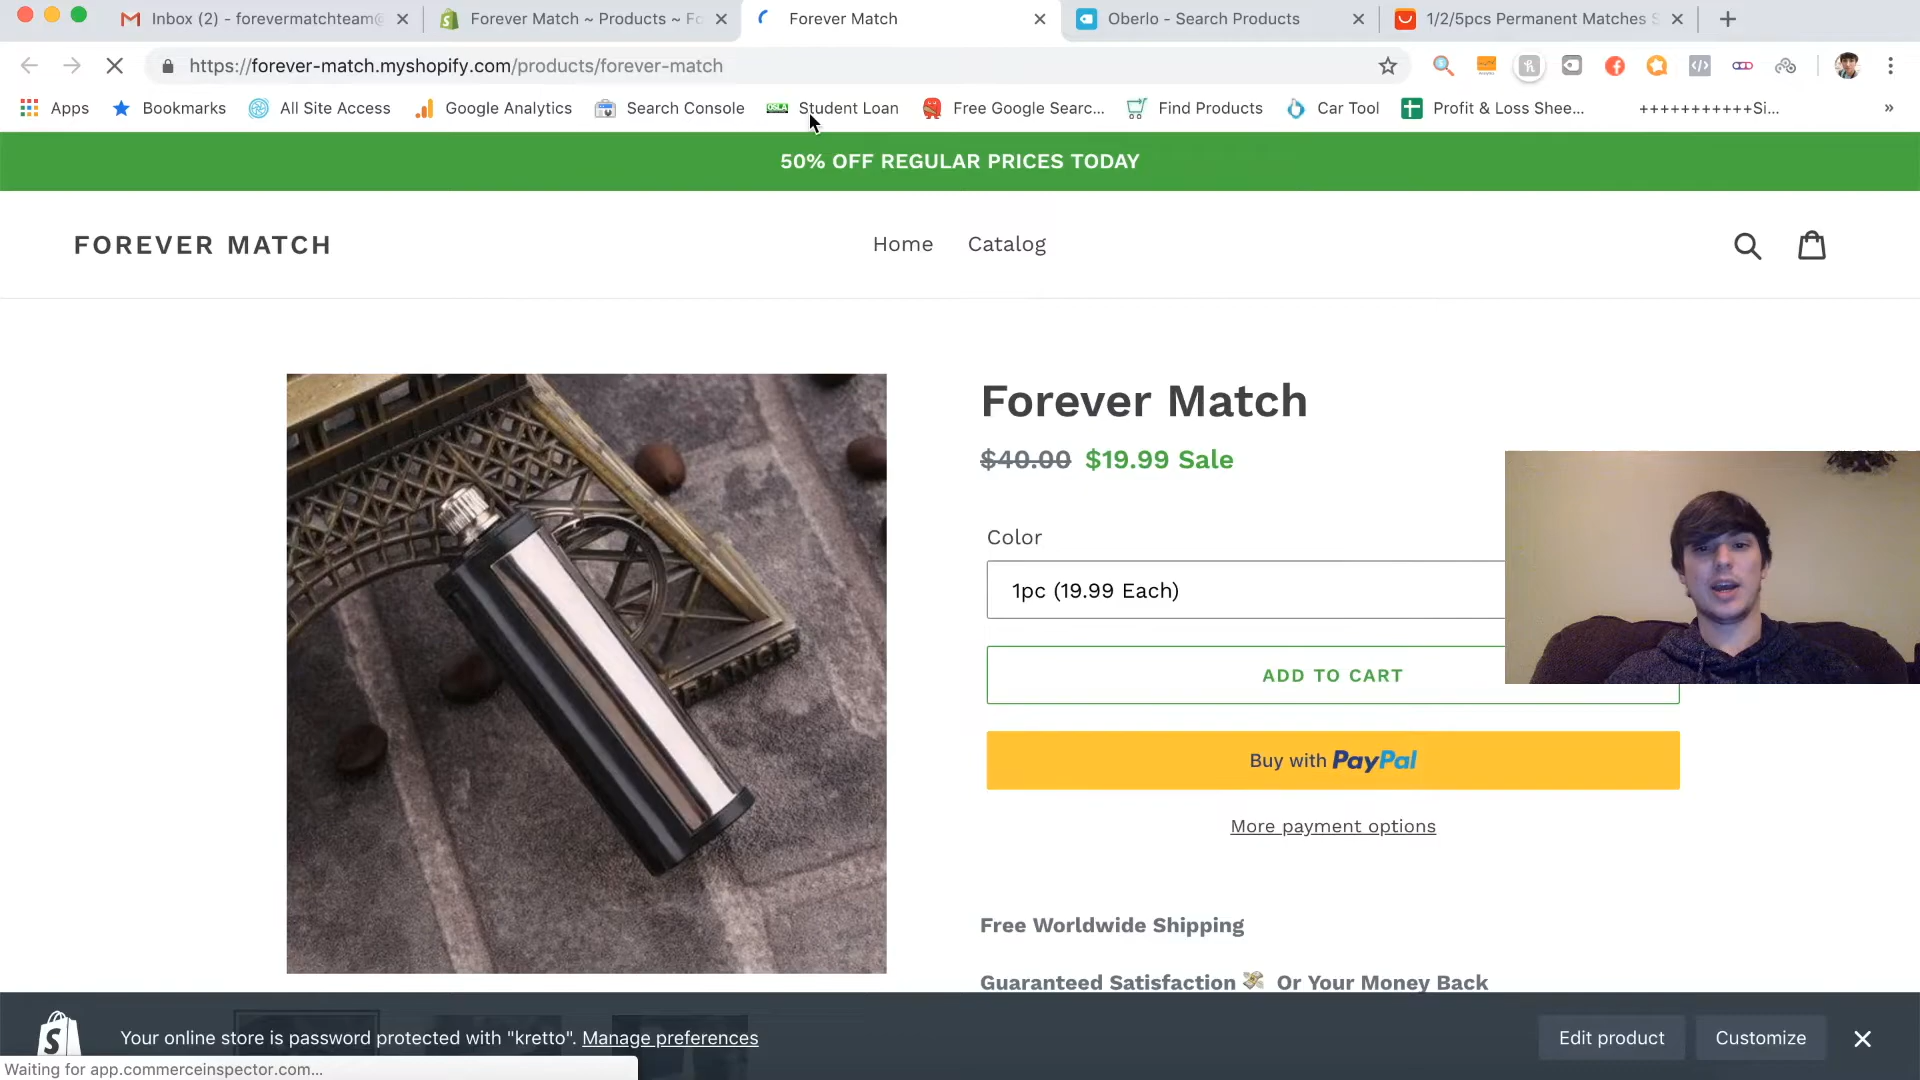 Inbox (2) - forevermatchteam@
Forever Match ~ Products ~ Fo
Forever Match
Oberlo - Search Products
1/2/5pcs Permanent Matches S
https://forever-match.myshopify.com/products/forever-match
Apps
Bookmarks
All Site Access
Google Analytics
Search Console
Student Loan
Free Google Searc...
Find Products
Car Tool
Profit & Loss Shee...
+++++++++++Si...
»
50% OFF REGULAR PRICES TODAY
FOREVER MATCH
Home
Catalog
Forever Match
$40.00 $19.99 Sale
Color
1pc (19.99 Each)
ADD TO CART
Buy with PayPal
More payment options
Free Worldwide Shipping
Guaranteed Satisfaction 💸 Or Your Money Back
Your online store is password protected with "kretto". Manage preferences
Edit product
Customize
Waiting for app.commerceinspector.com...